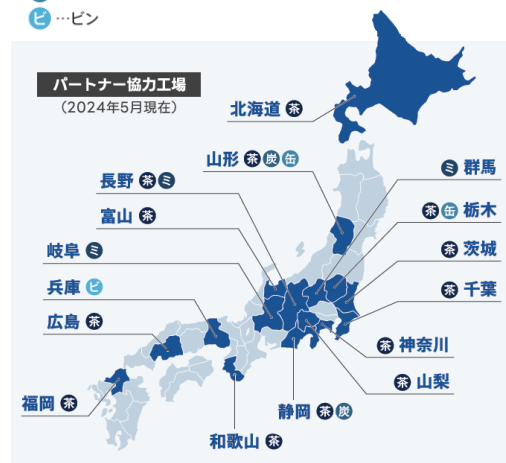 ビ …ビン
パートナー協力工場
（2024年5月現在）
北海道 茶
山形 茶 炭 缶
長野 茶 ミ
富山 茶
岐阜 ミ
兵庫 ビ
広島 茶
福岡 茶
ミ 群馬
茶 缶 栃木
茶 茨城
茶 千葉
茶 神奈川
茶 山梨
静岡 茶 炭
和歌山 茶